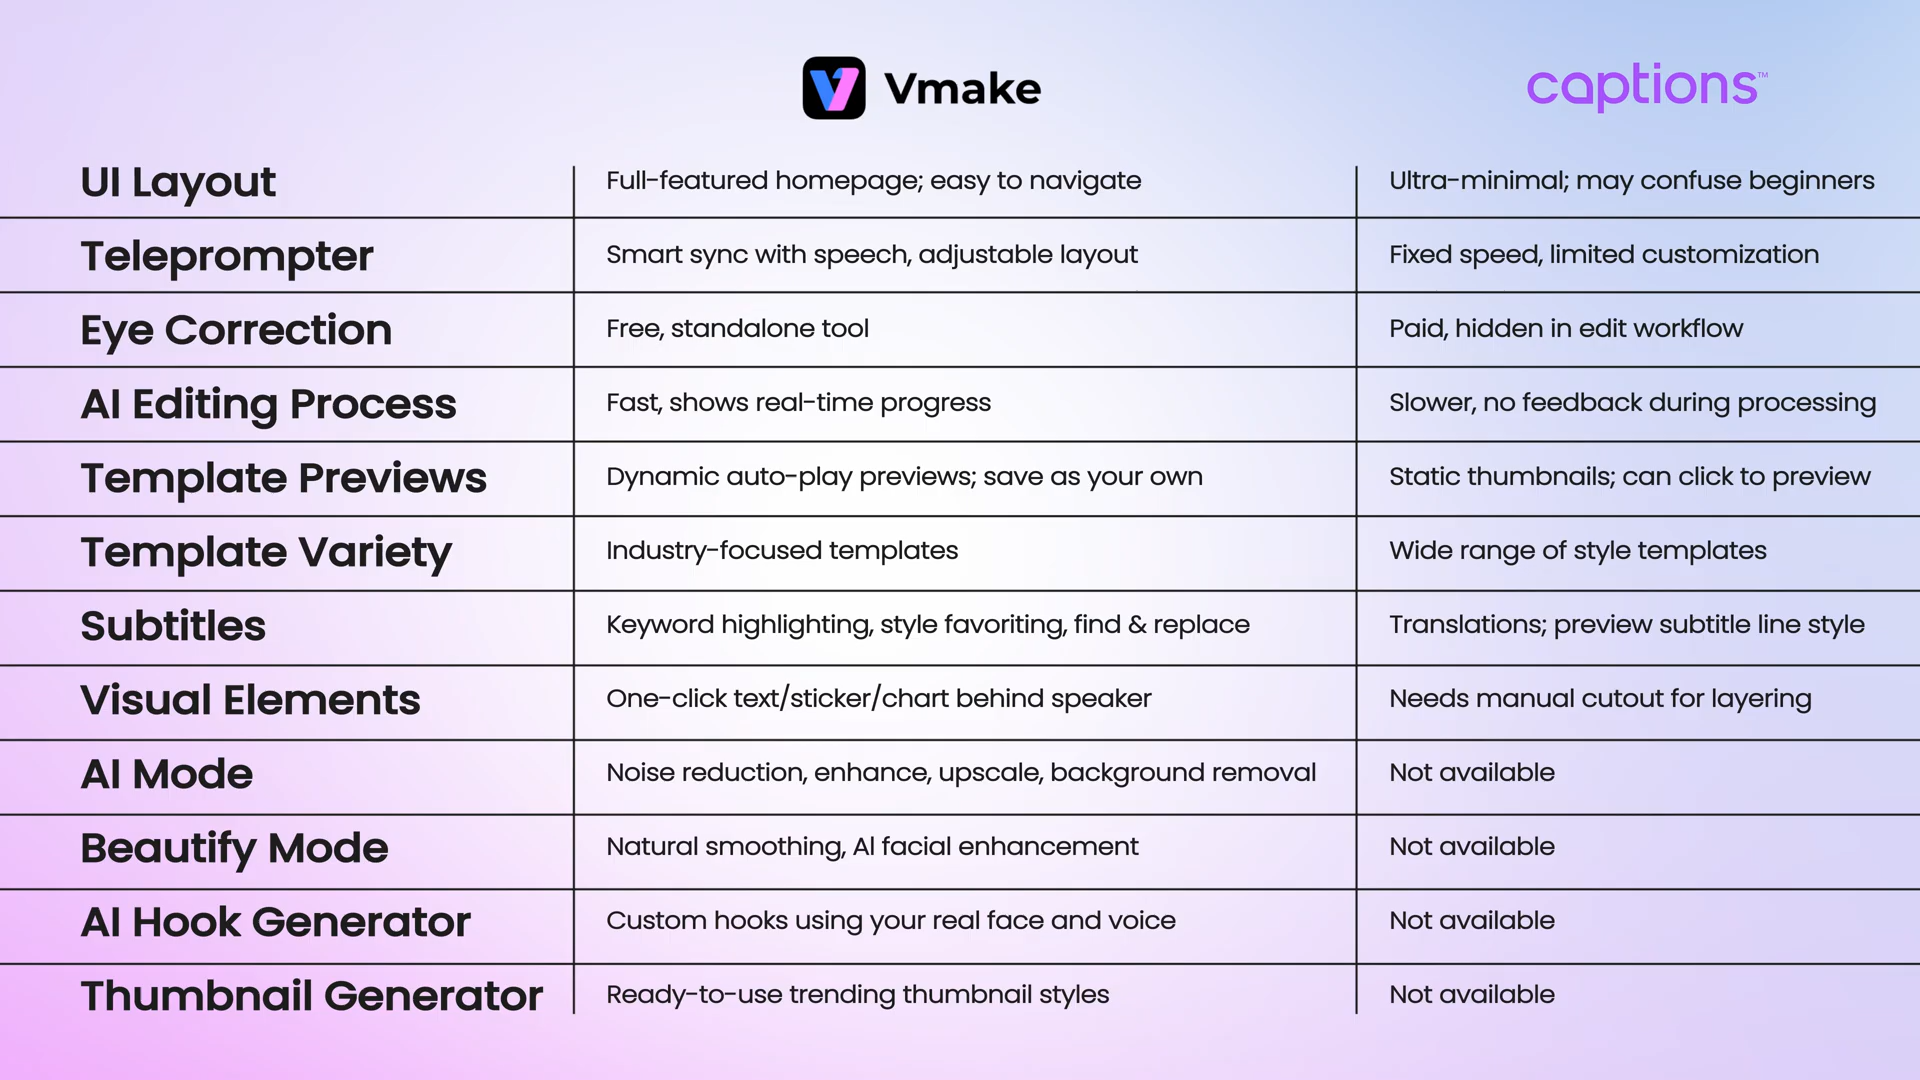 Vmake
captions™
UI Layout
Full-featured homepage; easy to navigate
Ultra-minimal; may confuse beginners
Teleprompter
Smart sync with speech, adjustable layout
Fixed speed, limited customization
Eye Correction
Free, standalone tool
Paid, hidden in edit workflow
AI Editing Process
Fast, shows real-time progress
Slower, no feedback during processing
Template Previews
Dynamic auto-play previews; save as your own
Static thumbnails; can click to preview
Template Variety
Industry-focused templates
Wide range of style templates
Subtitles
Keyword highlighting, style favoriting, find & replace
Translations; preview subtitle line style
Visual Elements
One-click text/sticker/chart behind speaker
Needs manual cutout for layering
AI Mode
Noise reduction, enhance, upscale, background removal
Not available
Beautify Mode
Natural smoothing, AI facial enhancement
Not available
AI Hook Generator
Custom hooks using your real face and voice
Not available
Thumbnail Generator
Ready-to-use trending thumbnail styles
Not available